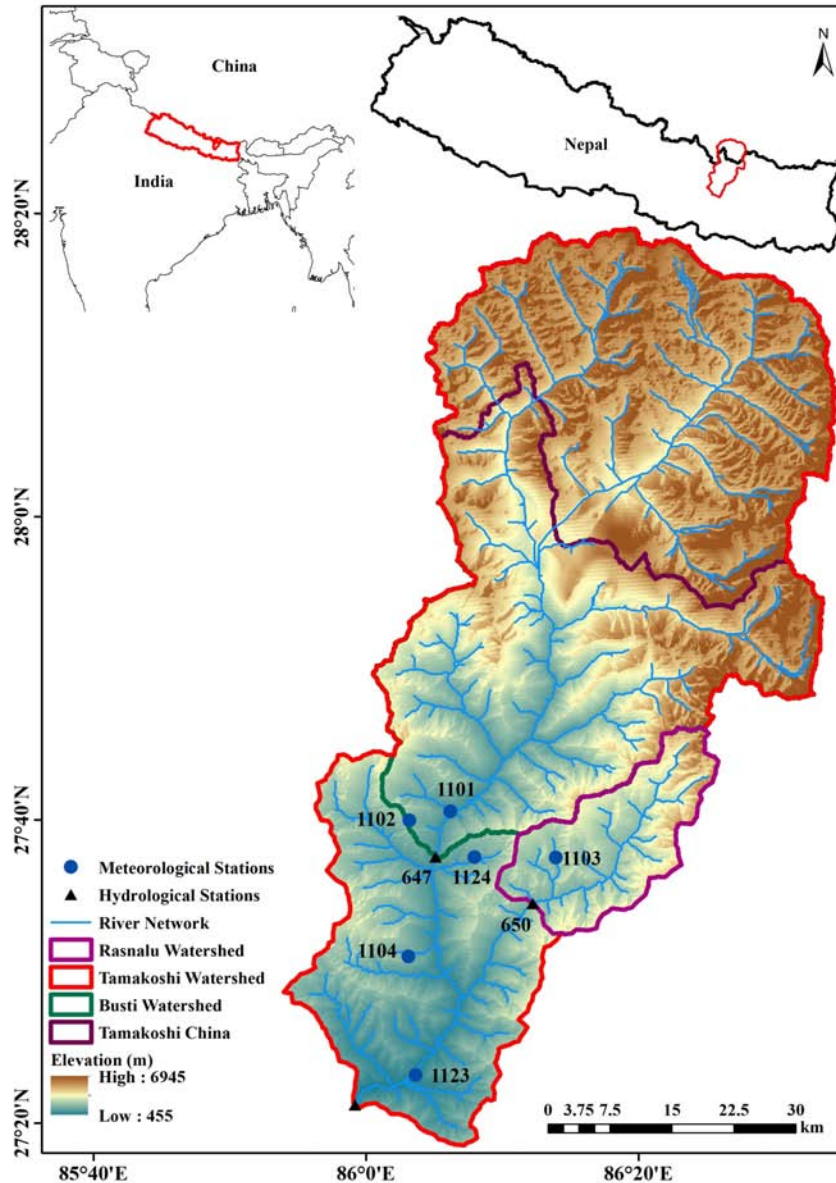 China
India
Nepal
N
28°20'N
28°0'N
27°40'N
27°20'N
1101
1102
647
1124
1103
650
1104
1123
Meteorological Stations
Hydrological Stations
River Network
Rasnalu Watershed
Tamakoshi Watershed
Busti Watershed
Tamakoshi China
Elevation (m)
High : 6945
Low : 455
0 3.75 7.5 15 22.5 30
km
85°40'E 86°0'E 86°20'E